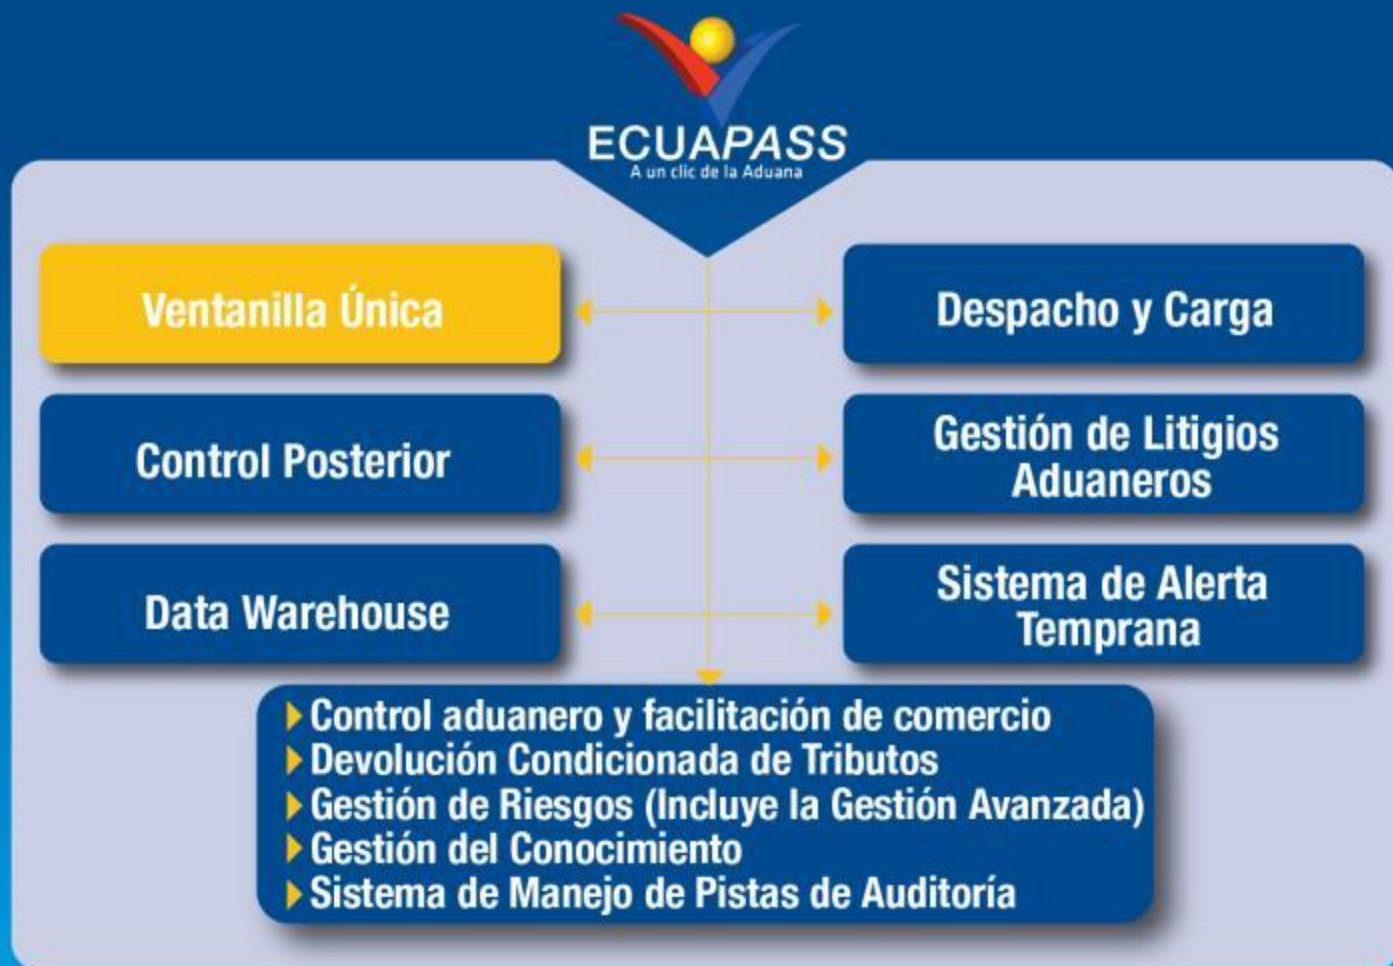 ECUAPASS
A un clic de la Aduana
Ventanilla Única
Despacho y Carga
Control Posterior
Gestión de Litigios
Aduaneros
Data Warehouse
Sistema de Alerta
Temprana
Control aduanero y facilitación de comercio
Devolución Condicionada de Tributos
Gestión de Riesgos (Incluye la Gestión Avanzada)
Gestión del Conocimiento
Sistema de Manejo de Pistas de Auditoría